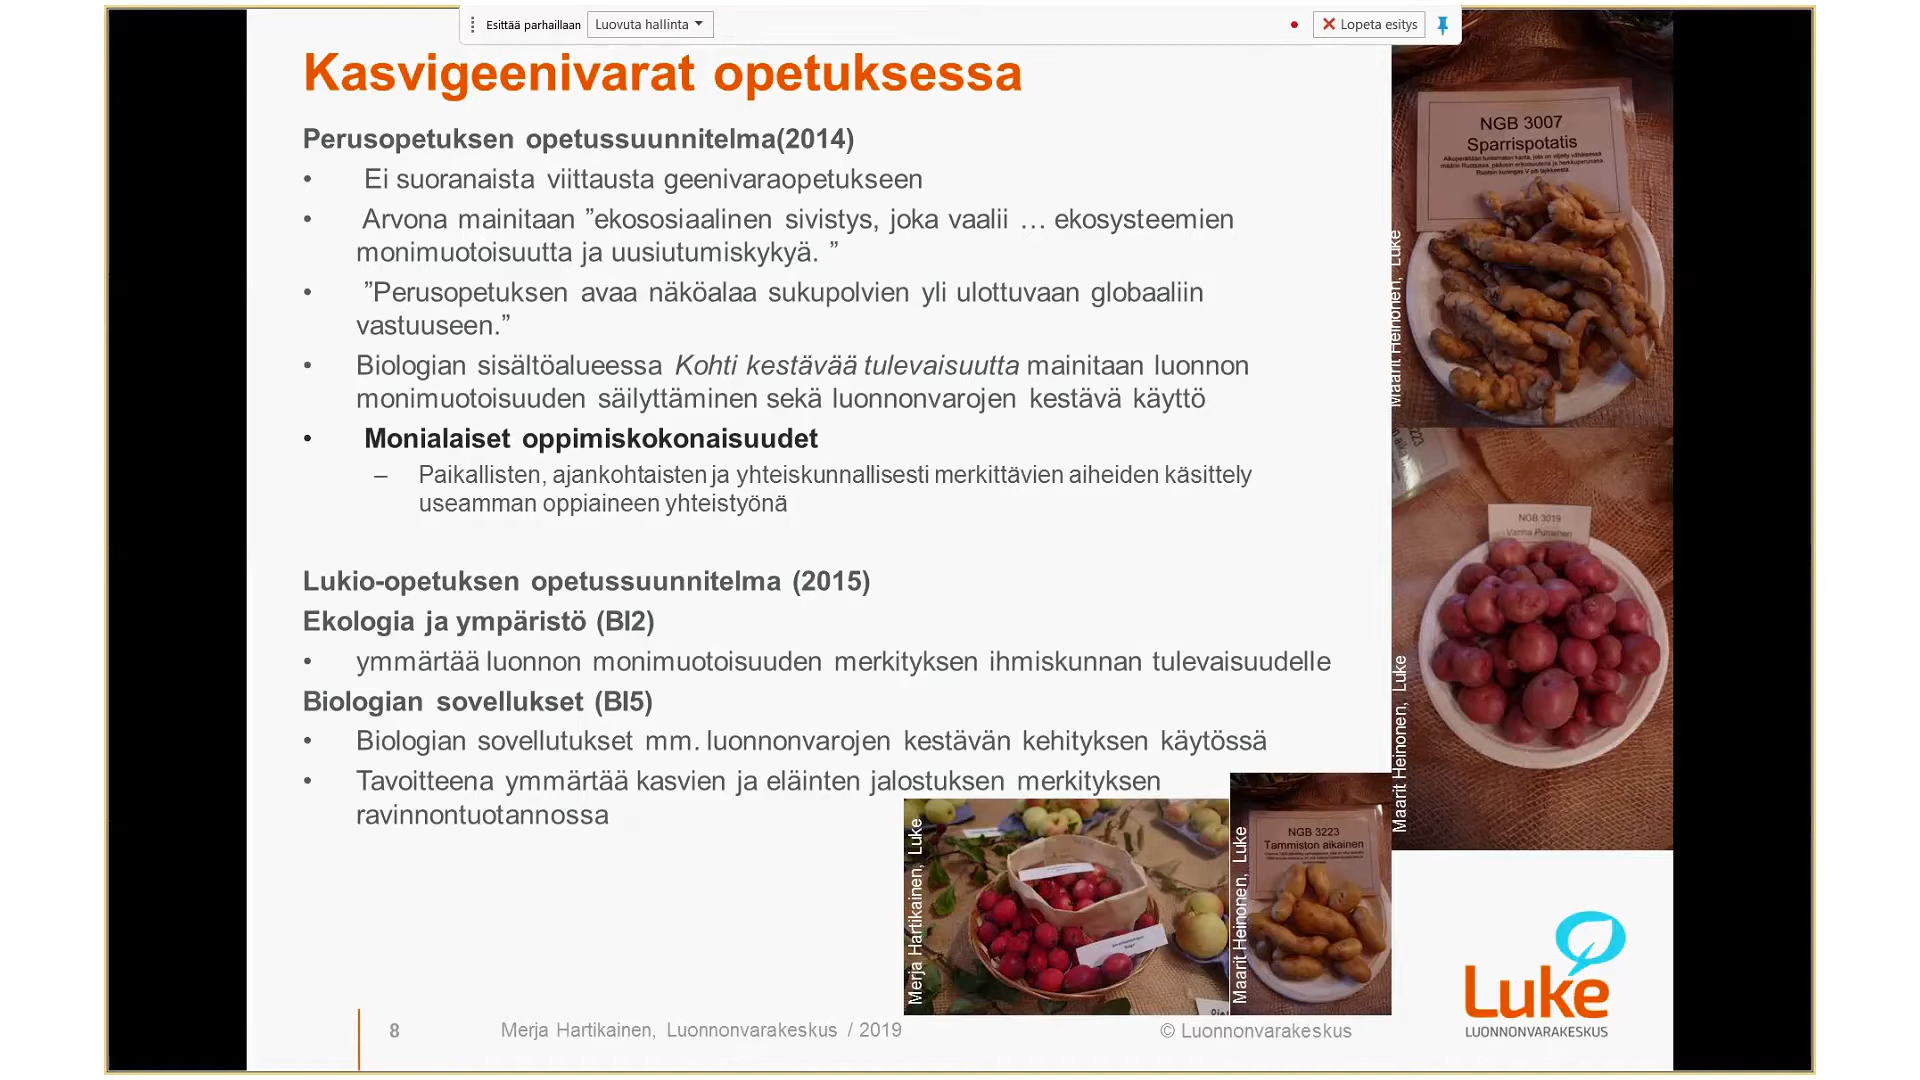 Esittää parhaillaan
Luovuta hallinta
Lopeta esitys
Kasvigeenivarat opetuksessa
Perusopetuksen opetussuunnitelma(2014)
• Ei suoranaista viittausta geenivaraopetukseen
• Arvona mainitaan ”ekososiaalinen sivistys, joka vaalii … ekosysteemien
monimuotoisuutta ja uusiutumiskykyä. ”
• ”Perusopetuksen avaa näköalaa sukupolvien yli ulottuvaan globaaliin
vastuuseen.”
• Biologian sisältöalueessa Kohti kestävää tulevaisuutta mainitaan luonnon
monimuotoisuuden säilyttäminen sekä luonnonvarojen kestävä käyttö
• Monialaiset oppimiskokonaisuudet
– Paikallisten, ajankohtaisten ja yhteiskunnallisesti merkittävien aiheiden käsittely
useamman oppiaineen yhteistyönä
Lukio-opetuksen opetussuunnitelma (2015)
Ekologia ja ympäristö (BI2)
• ymmärtää luonnon monimuotoisuuden merkityksen ihmiskunnan tulevaisuudelle
Biologian sovellukset (BI5)
• Biologian sovellutukset mm. luonnonvarojen kestävän kehityksen käytössä
• Tavoitteena ymmärtää kasvien ja eläinten jalostuksen merkityksen
ravinnontuotannossa
NGB 3007
Sparrispotatis
Maarit Heinonen, Luke
NGB 3019
Vanha Punainen
Maarit Heinonen, Luke
Merja Hartikainen, Luke
NGB 3223
Tammiston aikainen
Maarit Heinonen, Luke
8
Merja Hartikainen, Luonnonvarakeskus / 2019
© Luonnonvarakeskus
Luke
LUONNONVARAKESKUS